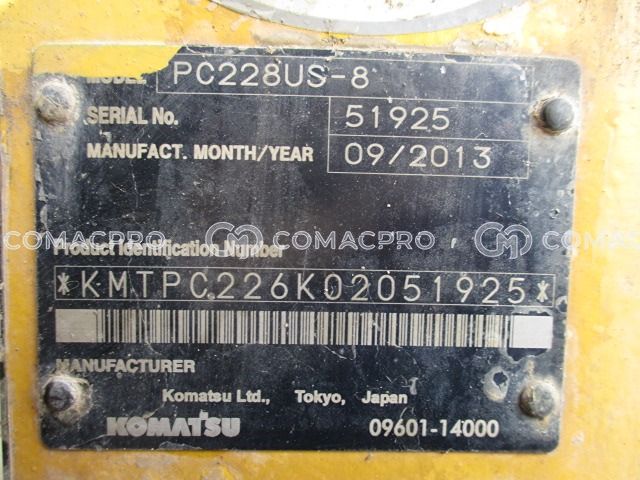 MODEL PC228US-8
SERIAL No. 51925
MANUFACT. MONTH/YEAR 09/2013
COMACPRO COMACPRO COMACPRO
Product Identification Number
*KMTPC226K02051925*
MANUFACTURER
Komatsu Ltd., Tokyo, Japan
KOMATSU 09601-14000